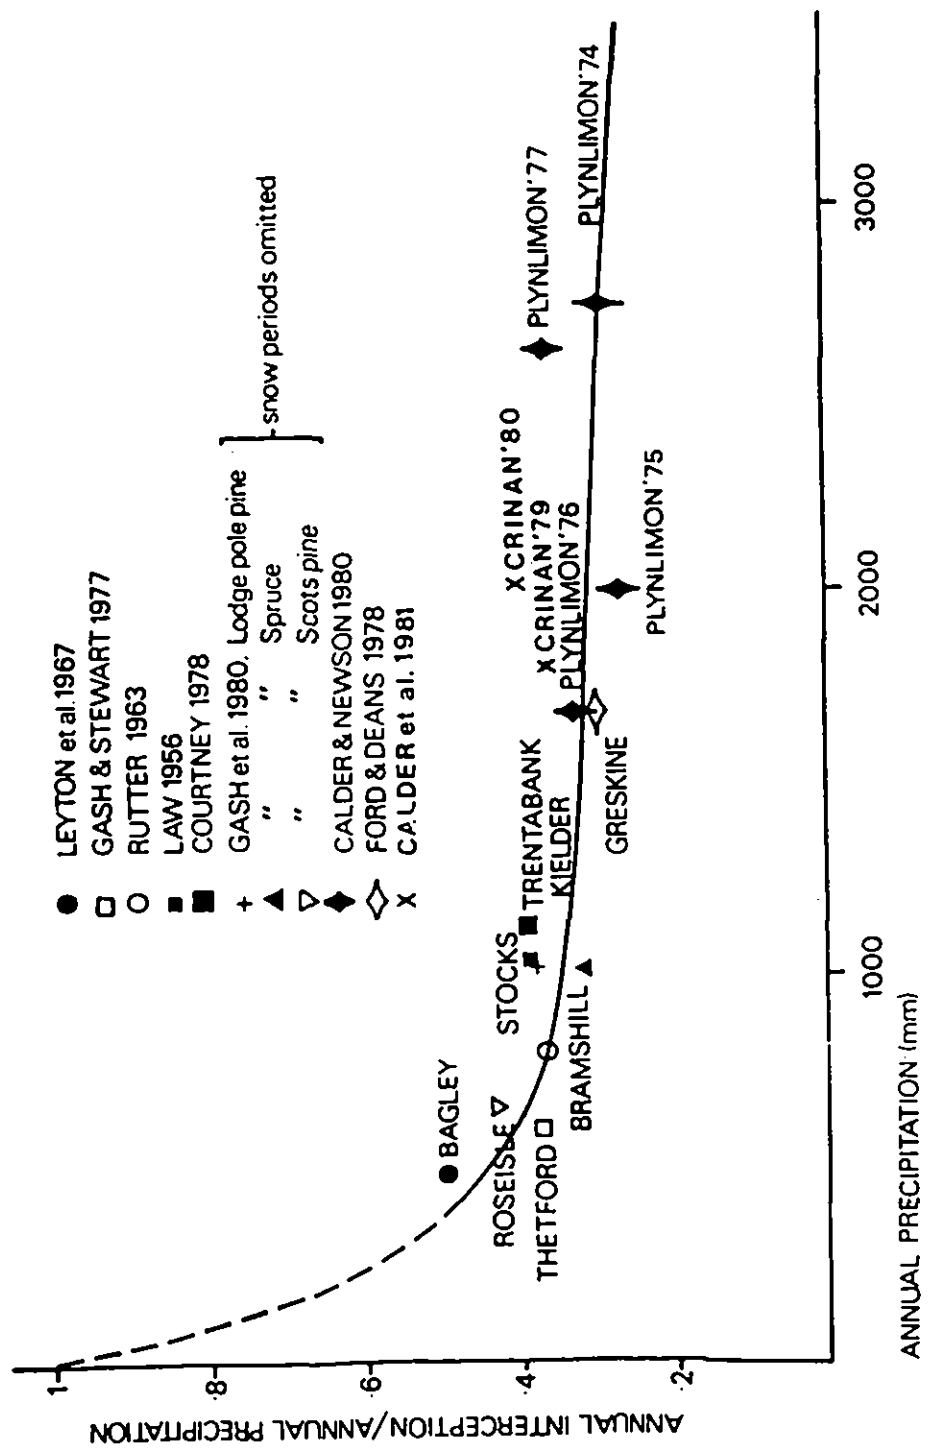 ANNUAL INTERCEPTION/ANNUAL PRECIPITATION
1
.8
.6
.4
.2
● LEYTON et al. 1967
□ GASH & STEWART 1977
○ RUTTER 1963
■ LAW 1956
■ COURTNEY 1978
+ GASH et al. 1980. Lodge pole pine
▲ " " Spruce
▽ " " Scots pine
snow periods omitted
CALDER & NEWSON 1980
FORD & DEANS 1978
X CALDER et al. 1981
BAGLEY
ROSEISLE
THETFORD
STOCKS
BRAMSHILL
TRENTABANK
KIELDER
GRESKINE
X CRINAN'80
X CRINAN'79
PLYNLIMON'76
PLYNLIMON'75
PLYNLIMON'77
PLYNLIMON'74
1000
2000
3000
ANNUAL PRECIPITATION (mm)